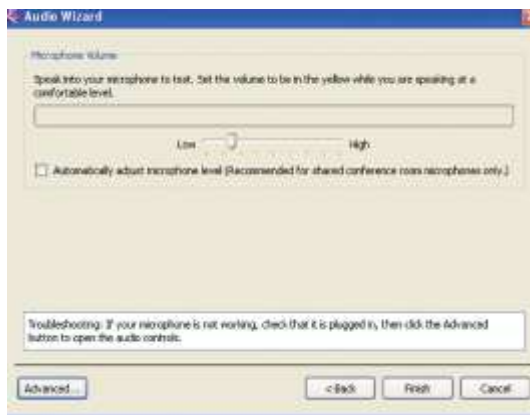 Audio Wizard
Microphone Volume
Speak into your microphone to test. Set the volume to be in the yellow while you are speaking at a
comfortable level.
Low High
Automatically adjust microphone level (Recommended for shared conference room microphones only.)
Troubleshooting: If your microphone is not working, check that it is plugged in, then click the Advanced
button to open the audio controls.
Advanced... < Back Finish Cancel